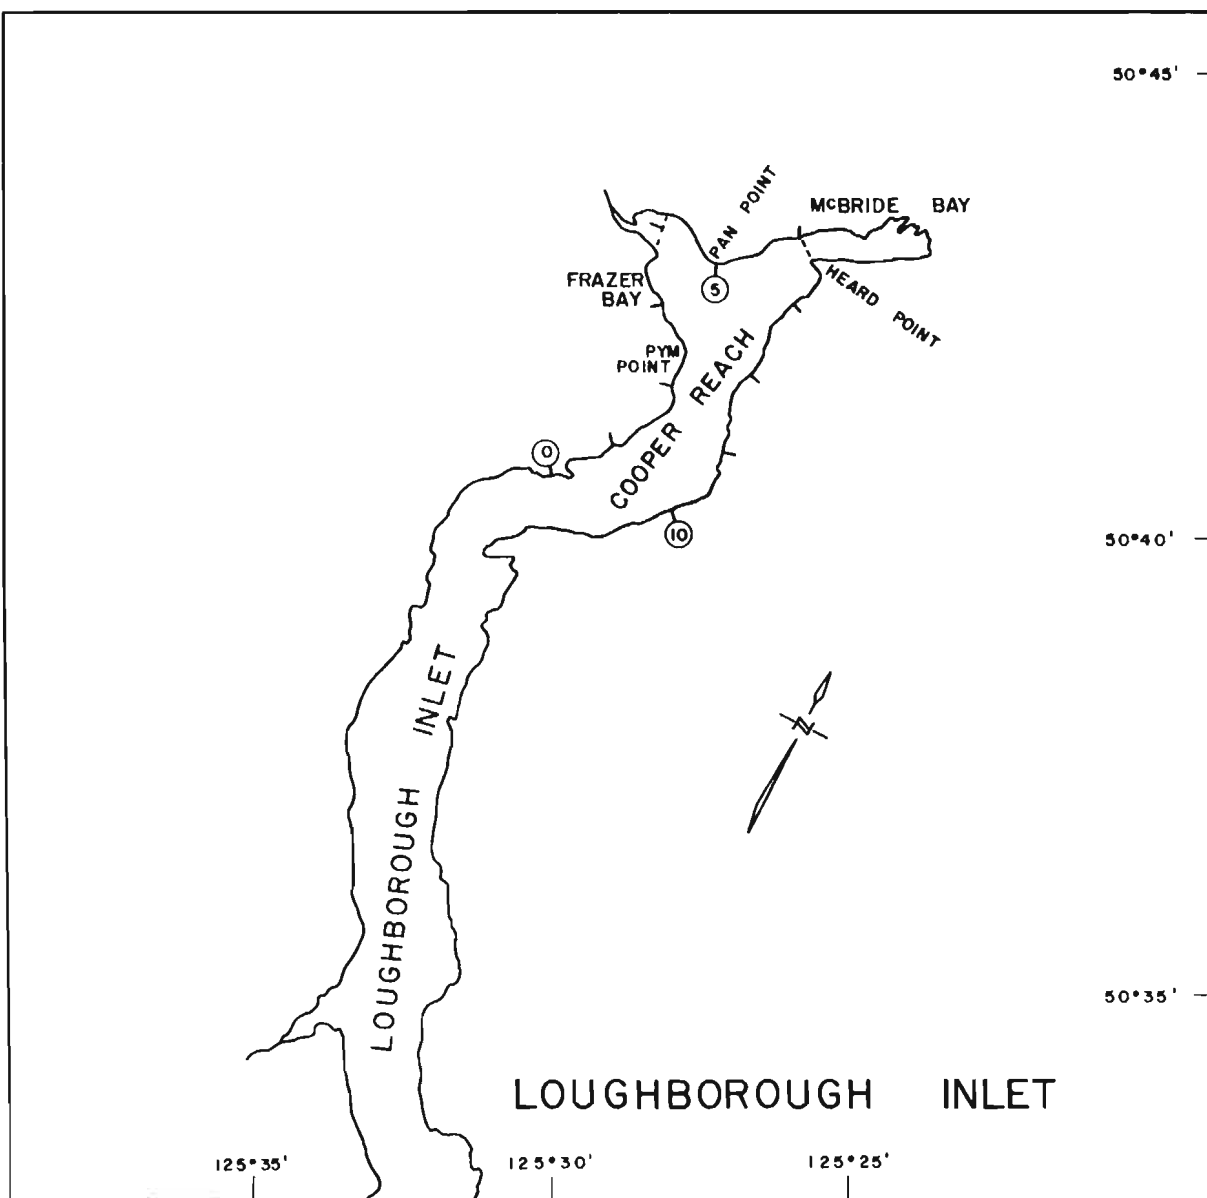 50°45'
PAN POINT
McBRIDE BAY
FRAZER
BAY
5
HEARD POINT
PYM
POINT
COOPER REACH
0
10
50°40'
LOUGHBOROUGH INLET
N
50°35'
LOUGHBOROUGH INLET
125°35'
125°30'
125°25'